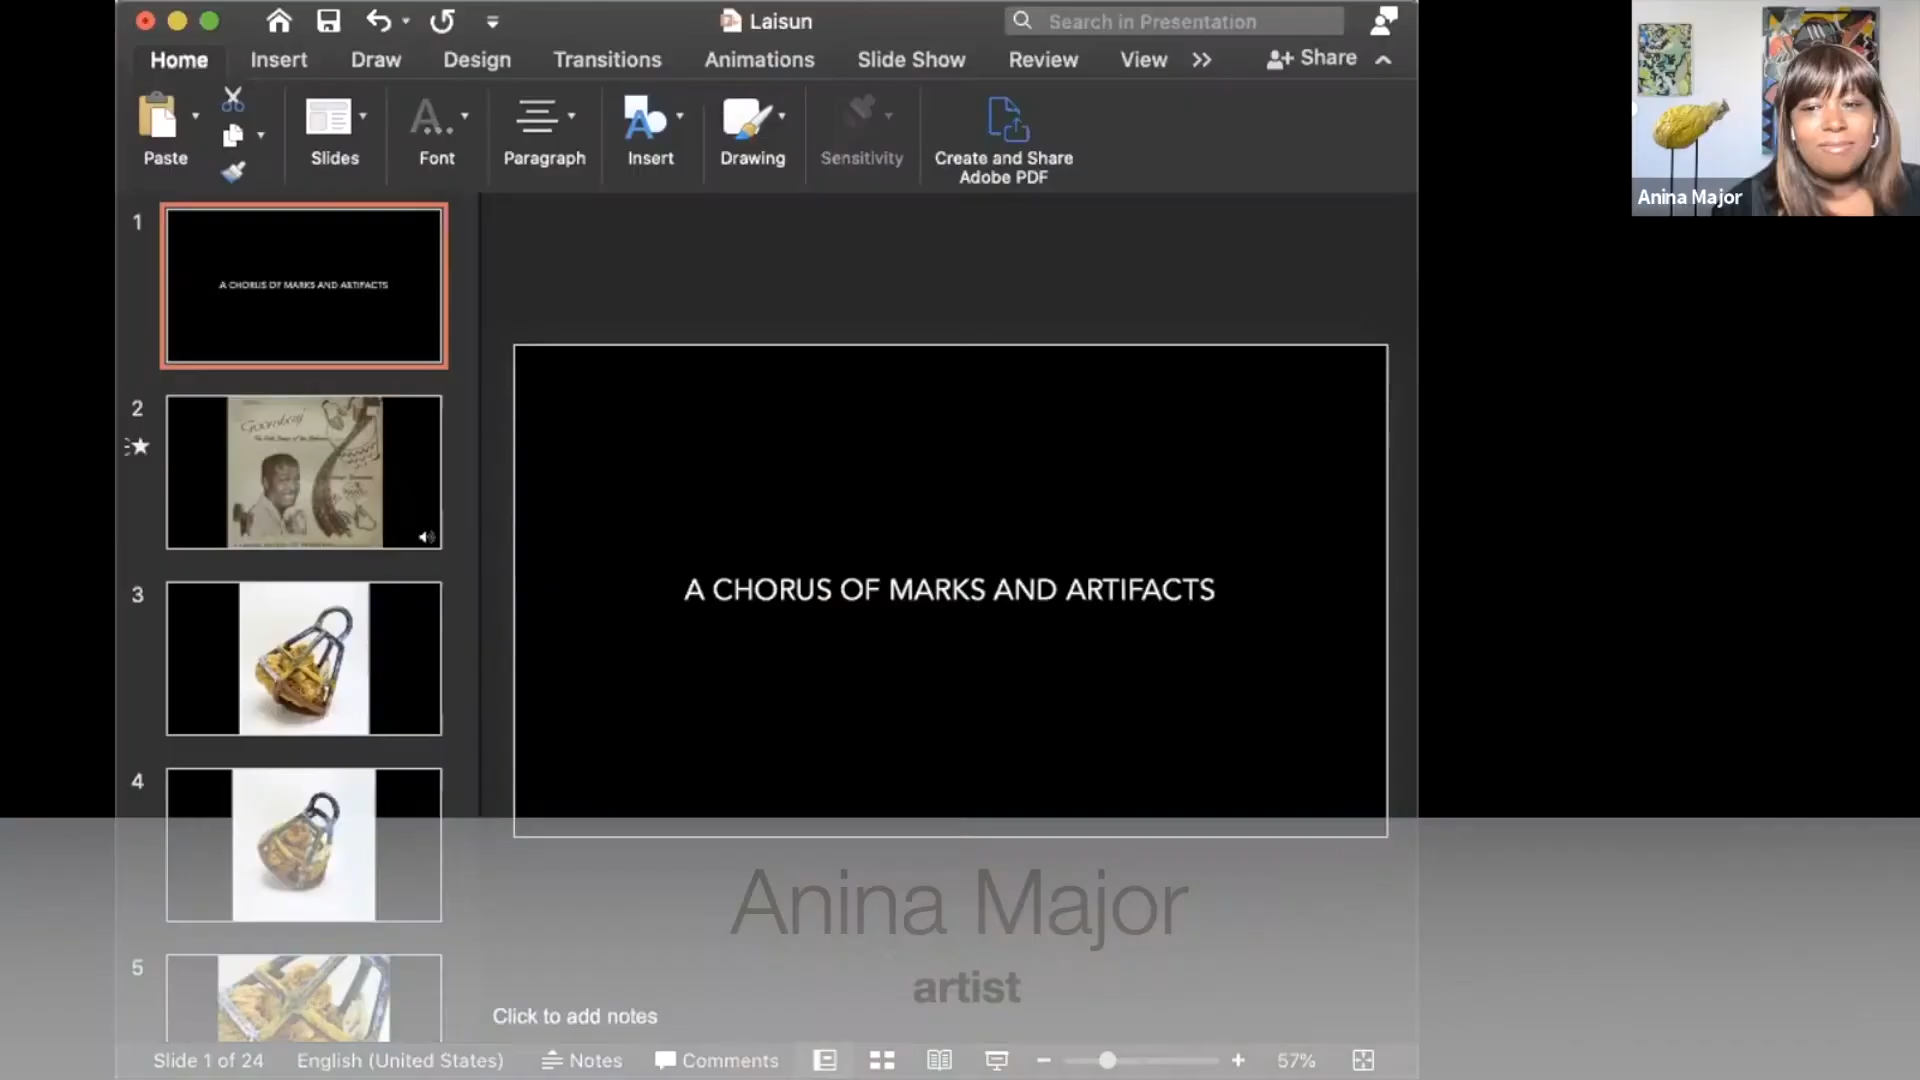 Laisun
Search in Presentation
Home Insert Draw Design Transitions Animations Slide Show Review View Share
Paste Slides Font Paragraph Insert Drawing Sensitivity Create and Share
Adobe PDF
Anina Major
1
A CHORUS OF MARKS AND ARTIFACTS
2
Goombay
3
4
5
A CHORUS OF MARKS AND ARTIFACTS
Anina Major
artist
Click to add notes
Slide 1 of 24 English (United States) Notes Comments 57%